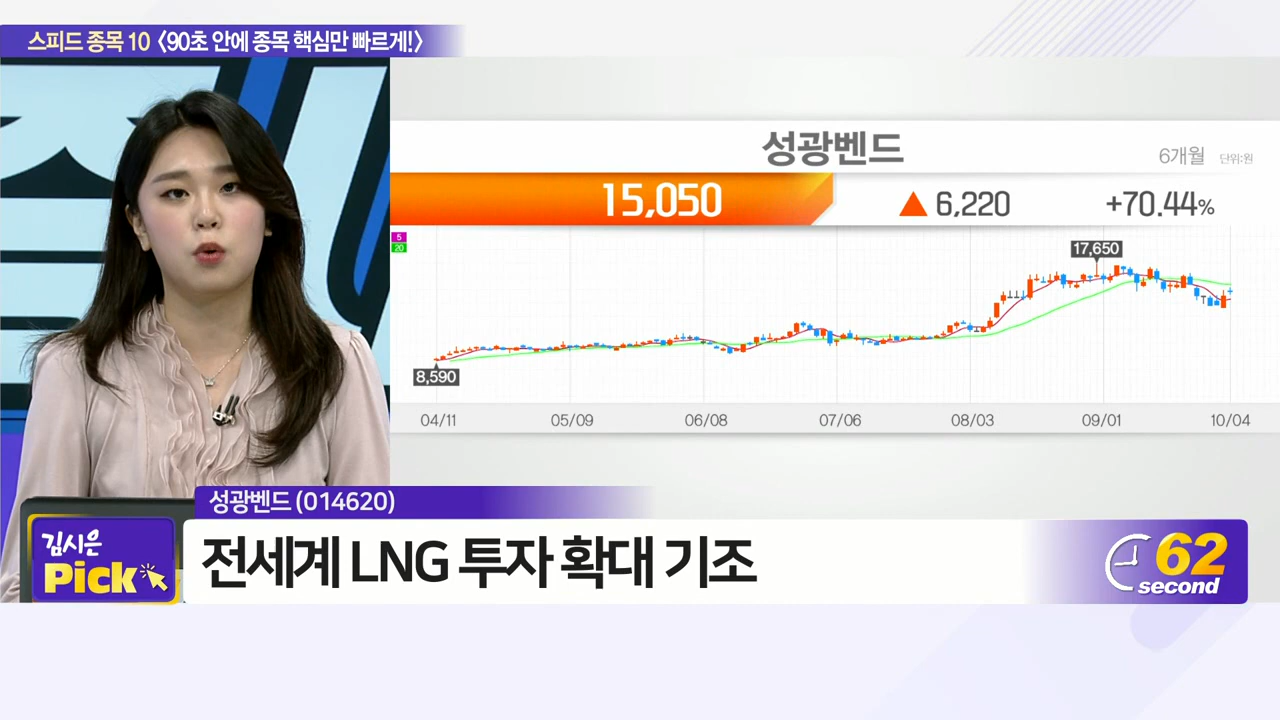 스피드 종목 10 〈90초 안에 종목 핵심만 빠르게!〉
성광벤드
6개월 단위:원
15,050 ▲ 6,220 +70.44%
5
20
17,650
8,590
04/11 05/09 06/08 07/06 08/03 09/01 10/04
성광벤드 (014620)
김시은
Pick
전세계 LNG 투자 확대 기조
62
second